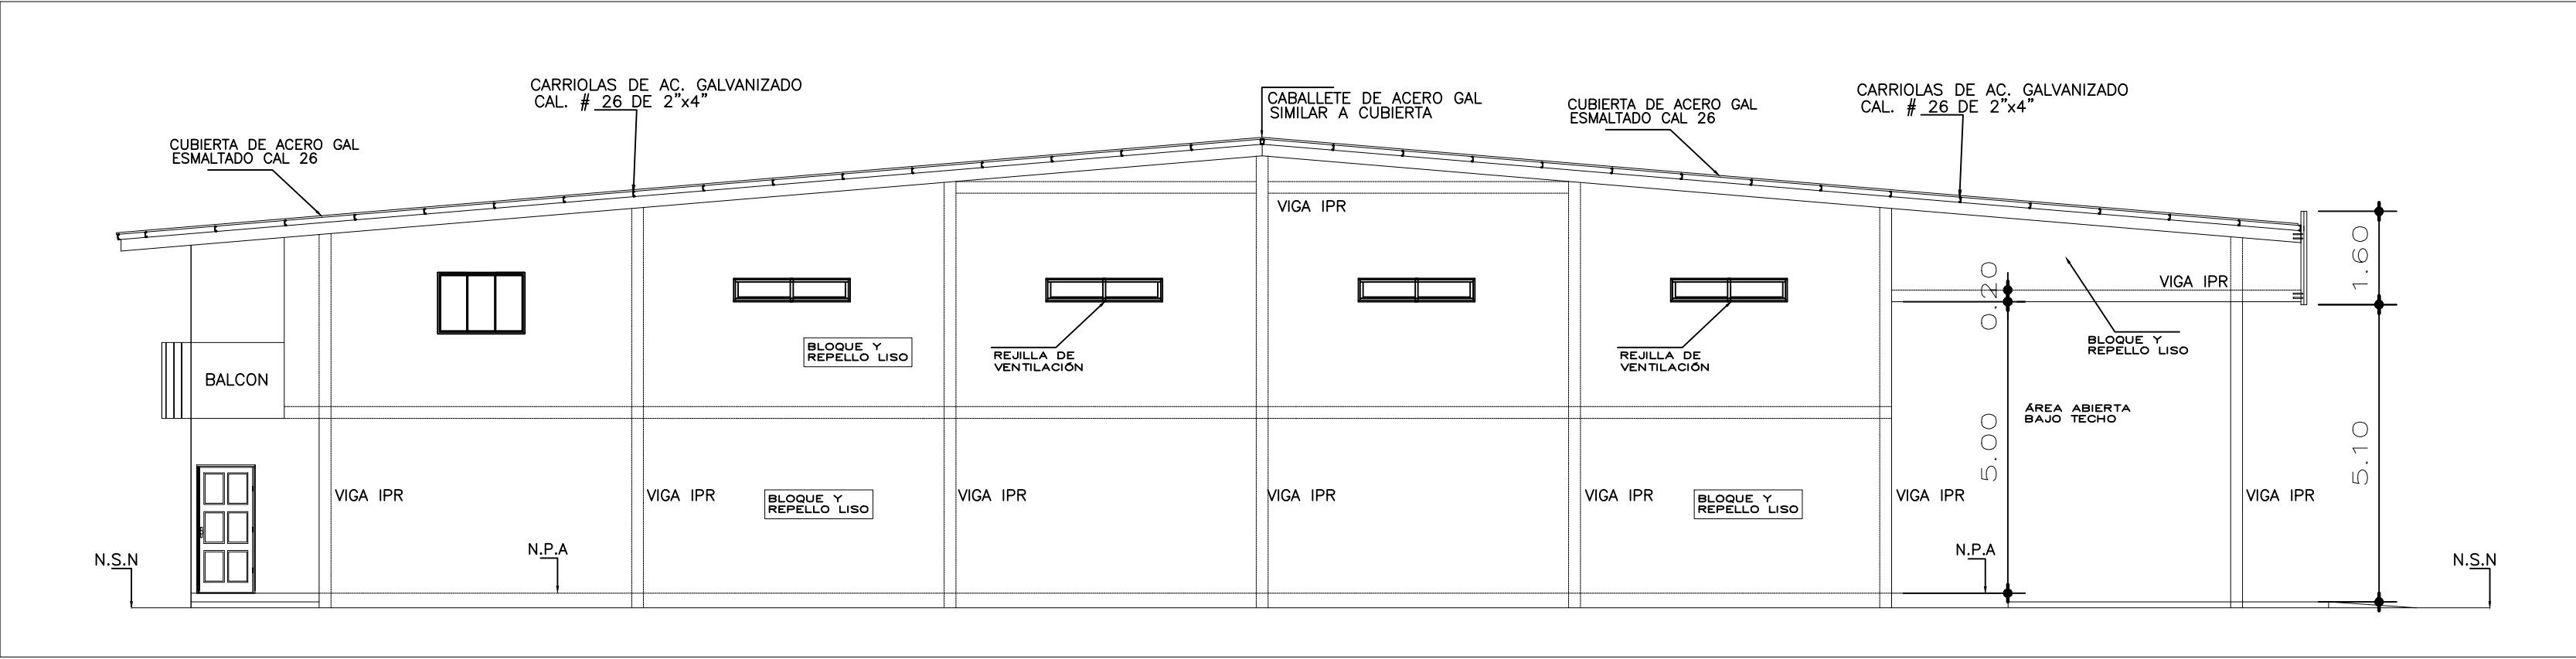 CARRIOLAS DE AC. GALVANIZADO
CAL. # 26 DE 2"x4"
CABALLETE DE ACERO GAL
SIMILAR A CUBIERTA
CUBIERTA DE ACERO GAL
ESMALTADO CAL 26
CARRIOLAS DE AC. GALVANIZADO
CAL. # 26 DE 2"x4"
CUBIERTA DE ACERO GAL
ESMALTADO CAL 26
VIGA IPR
1.60
0.20
VIGA IPR
BLOQUE Y
REPELLO LISO
REJILLA DE
VENTILACIÓN
REJILLA DE
VENTILACIÓN
BLOQUE Y
REPELLO LISO
BALCON
ÁREA ABIERTA
BAJO TECHO
5.00
5.10
VIGA IPR
VIGA IPR
VIGA IPR
VIGA IPR
VIGA IPR
VIGA IPR
VIGA IPR
BLOQUE Y
REPELLO LISO
BLOQUE Y
REPELLO LISO
N.S.N
N.P.A
N.P.A
N.S.N